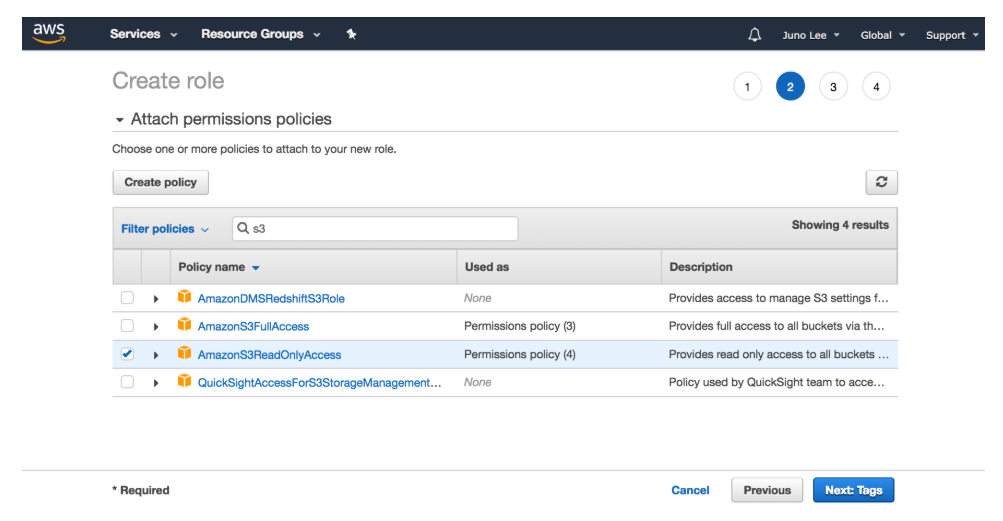 aws Services Resource Groups Juno Lee Global Support
Create role 1 2 3 4
Attach permissions policies
Choose one or more policies to attach to your new role.
Create policy
Filter policies s3 Showing 4 results
Policy name Used as Description
AmazonDMSRedshiftS3Role None Provides access to manage S3 settings f...
AmazonS3FullAccess Permissions policy (3) Provides full access to all buckets via th...
AmazonS3ReadOnlyAccess Permissions policy (4) Provides read only access to all buckets ...
QuickSightAccessForS3StorageManagement... None Policy used by QuickSight team to acce...
* Required Cancel Previous Next: Tags